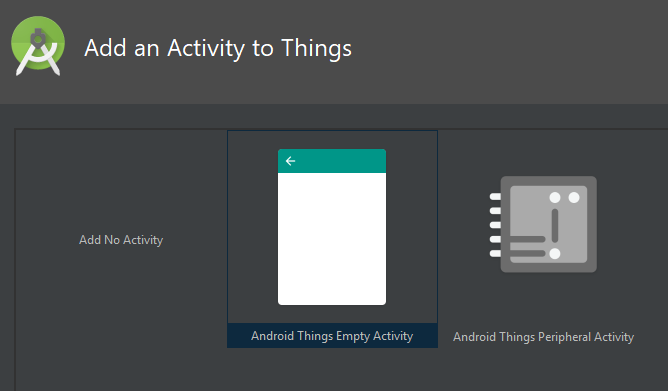 Add an Activity to Things
Add No Activity
Android Things Empty Activity
Android Things Peripheral Activity